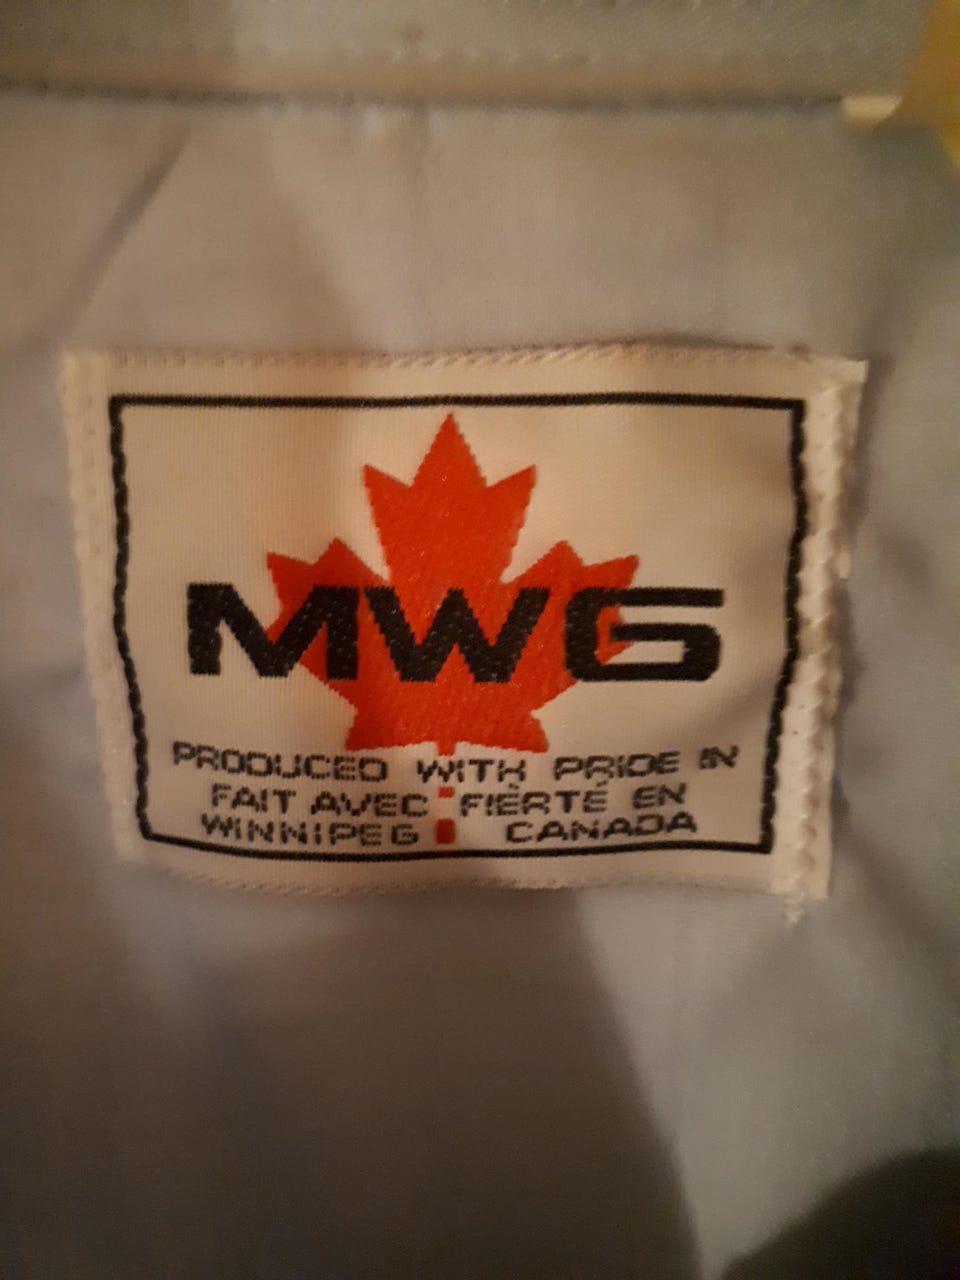 MWG
PRODUCED WITH PRIDE IN
FAIT AVEC FIÈRTÉ EN
WINNIPEG CANADA